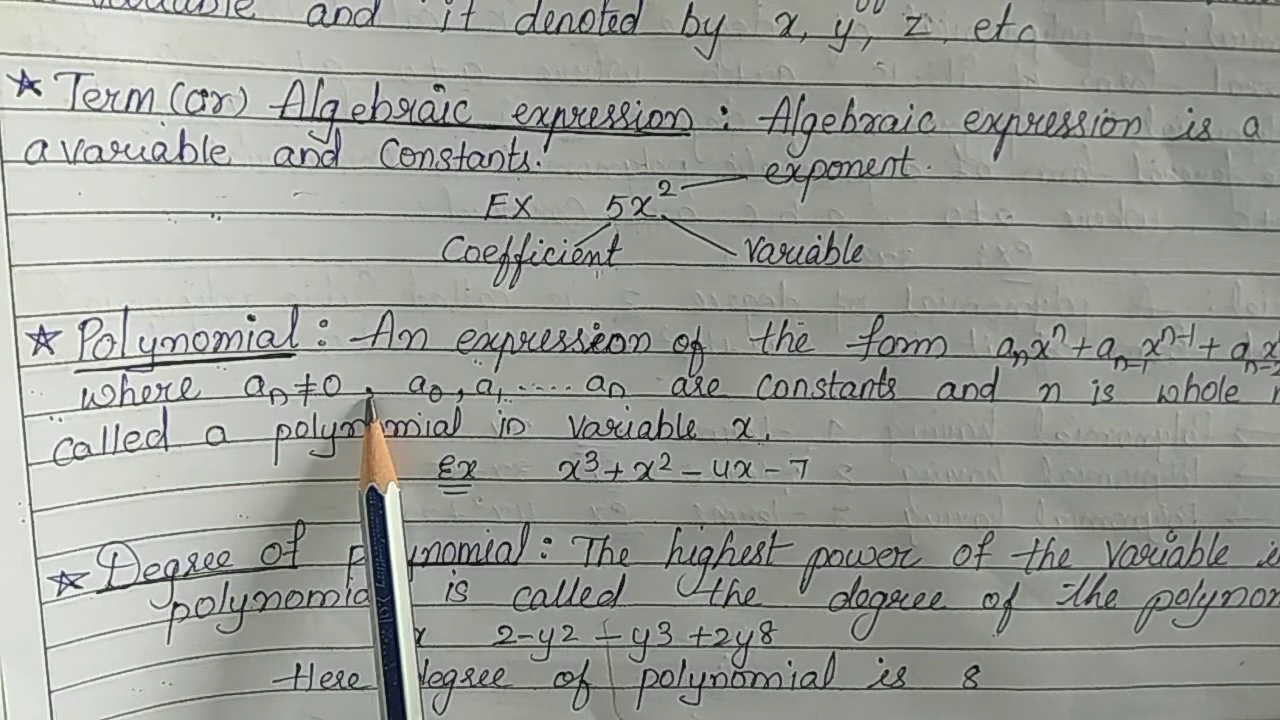 and it denoted by x, y, z, etc
★ Term (or) Algebraic expression : Algebraic expression is a
a variable and constants.
exponent.
EX 5x²
Coefficient variable
★ Polynomial : An expression of the form aₙxⁿ + aₙ₋₁xⁿ⁻¹ + aₙ₋₂x
where aₙ ≠ 0, a₀, a₁ ..... aₙ are constants and n is whole
called a polynomial in variable x.
Ex x³ + x² - 4x - 7
★ Degree of polynomial : The highest power of the variable i
polynomial is called the degree of the polyno
2-y2 - y3 + 2y8
Here degree of polynomial is 8